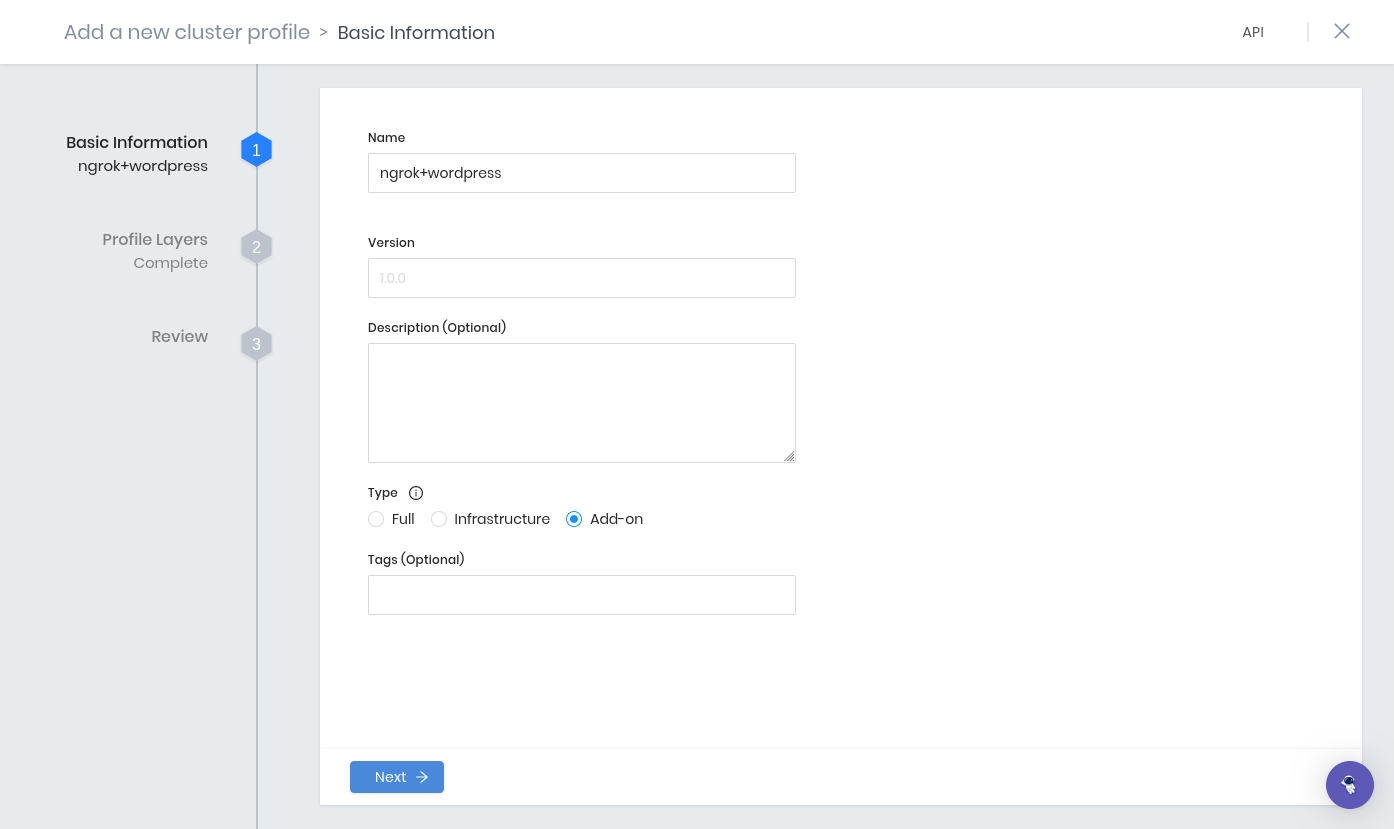 Add a new cluster profile > Basic Information
API
Basic Information
ngrok+wordpress
1
Profile Layers
Complete
2
Review
3
Name
ngrok+wordpress
Version
1.0.0
Description (Optional)
Type
Full
Infrastructure
Add-on
Tags (Optional)
Next